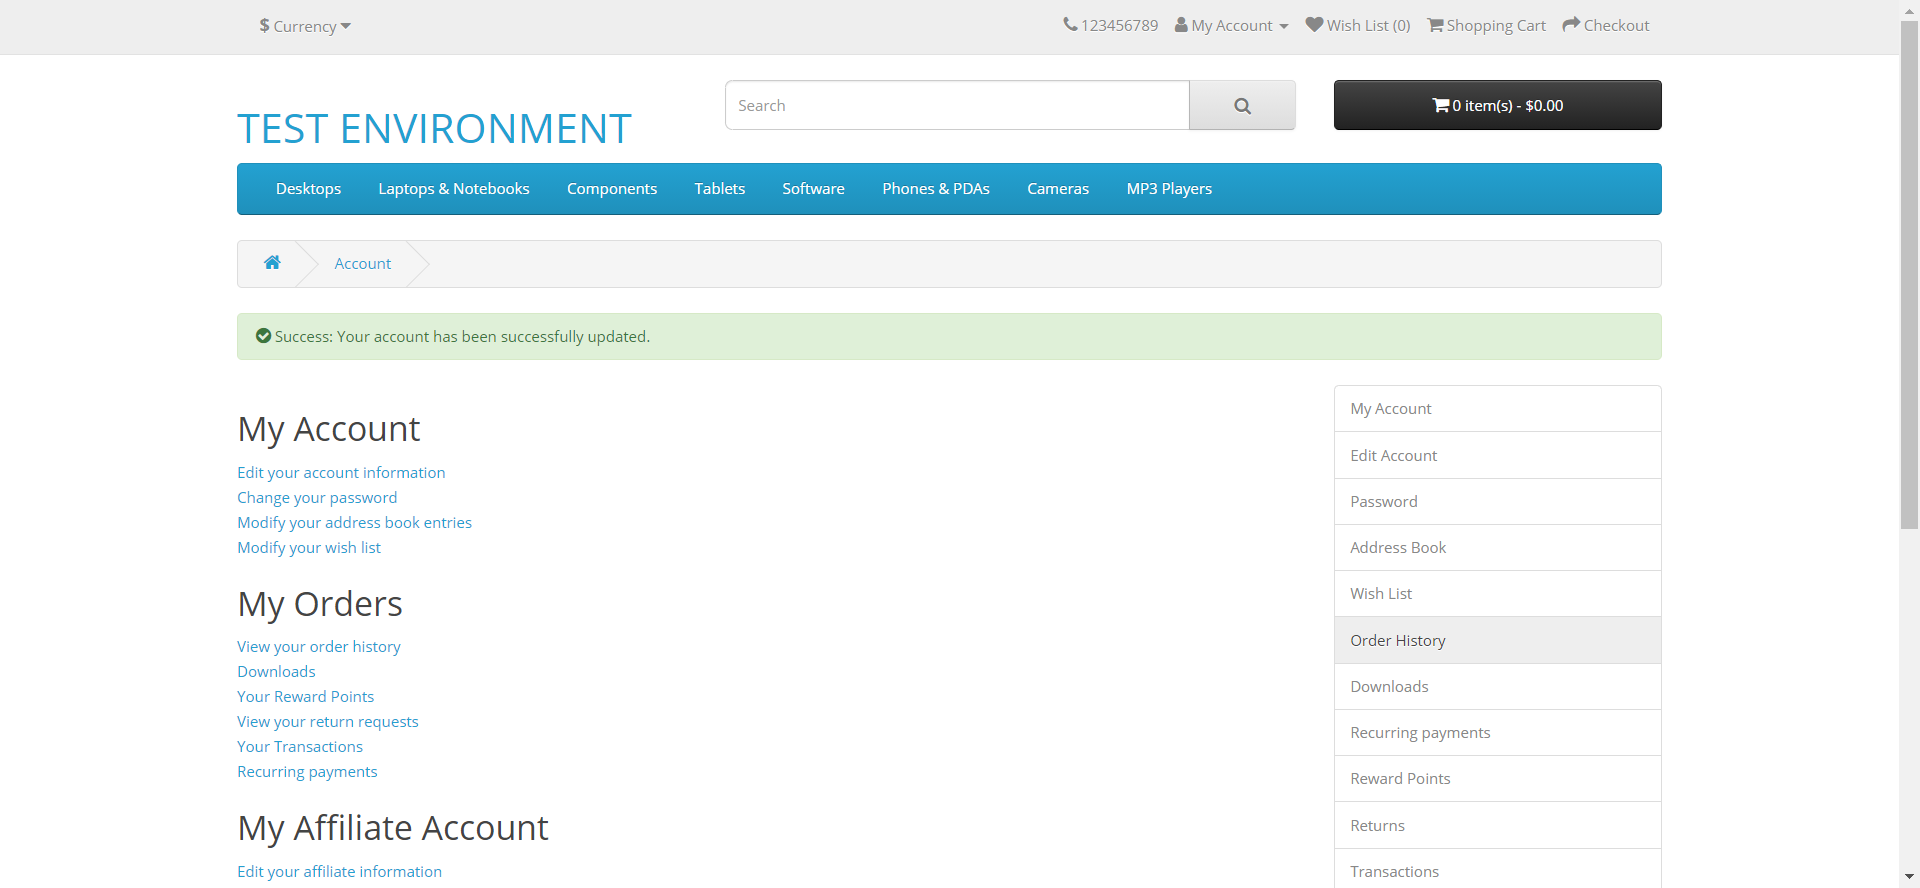 $ Currency
123456789 My Account Wish List (0) Shopping Cart Checkout
TEST ENVIRONMENT
Search
0 item(s) - $0.00
Desktops Laptops & Notebooks Components Tablets Software Phones & PDAs Cameras MP3 Players
Account
Success: Your account has been successfully updated.
My Account
Edit your account information
Change your password
Modify your address book entries
Modify your wish list
My Orders
View your order history
Downloads
Your Reward Points
View your return requests
Your Transactions
Recurring payments
My Affiliate Account
Edit your affiliate information
My Account
Edit Account
Password
Address Book
Wish List
Order History
Downloads
Recurring payments
Reward Points
Returns
Transactions